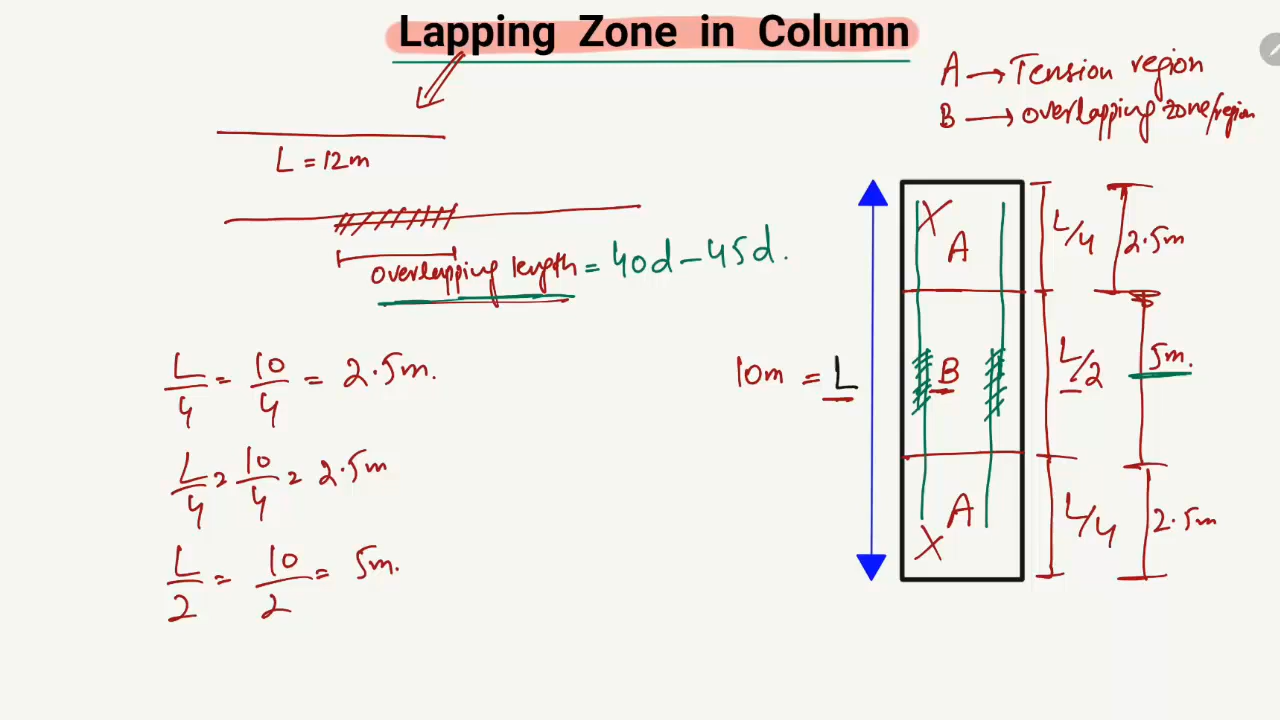 Lapping Zone in Column
A → Tension region
B → overlapping zone/region
L = 12m
overlapping length = 40d - 45d.
X
A
L/4
2.5m
L/4 = 10/4 = 2.5m.
10m = L
B
L/2
5m.
L/4 = 10/4 = 2.5m
A
X
L/4
2.5m
L/2 = 10/2 = 5m.